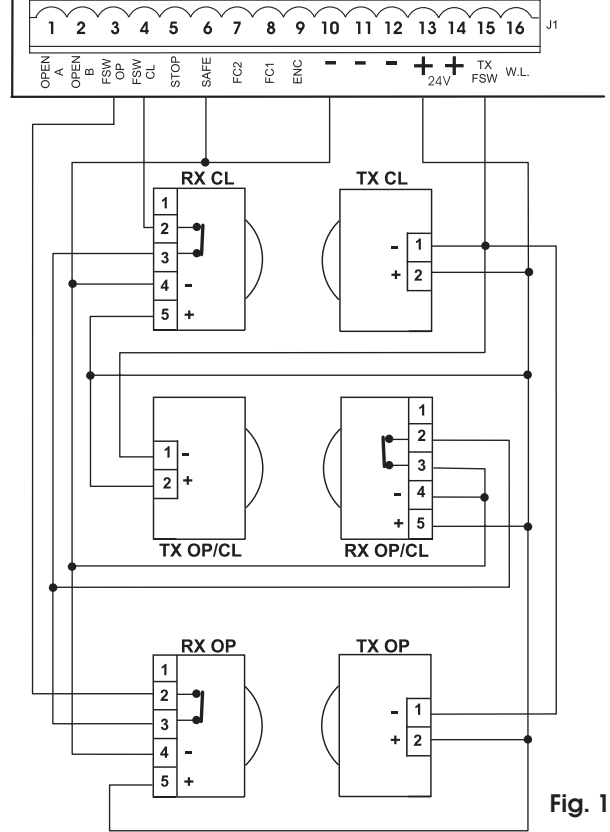 1 2 3 4 5 6 7 8 9 10 11 12 13 14 15 16 J1
OPEN A
OPEN B
FSW OP
FSW CL
STOP
SAFE
FC2
FC1
ENC
- - - + +
24V
TX FSW
W.L.
RX CL
1
2
3
4 -
5 +
TX CL
- 1
+ 2
TX OP/CL
1 -
2 +
RX OP/CL
1
2
3
- 4
+ 5
RX OP
1
2
3
4 -
5 +
TX OP
- 1
+ 2
Fig. 1